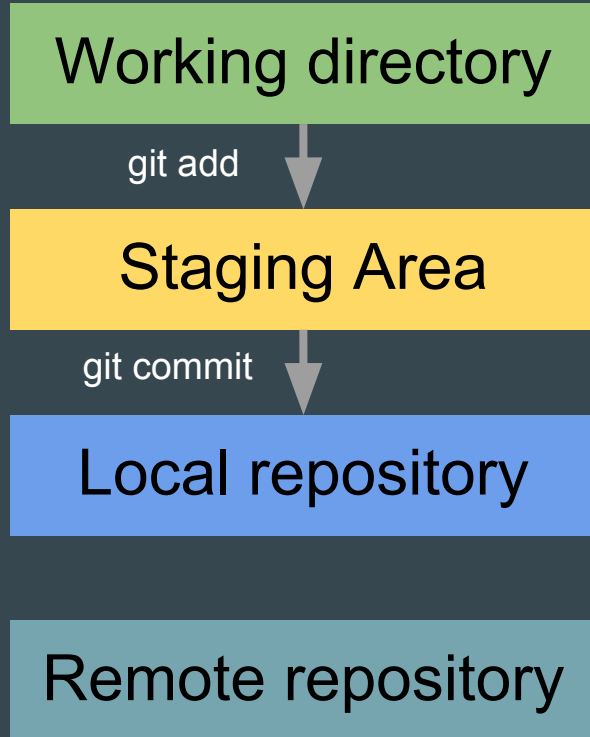 Working directory
git add
Staging Area
git commit
Local repository
Remote repository